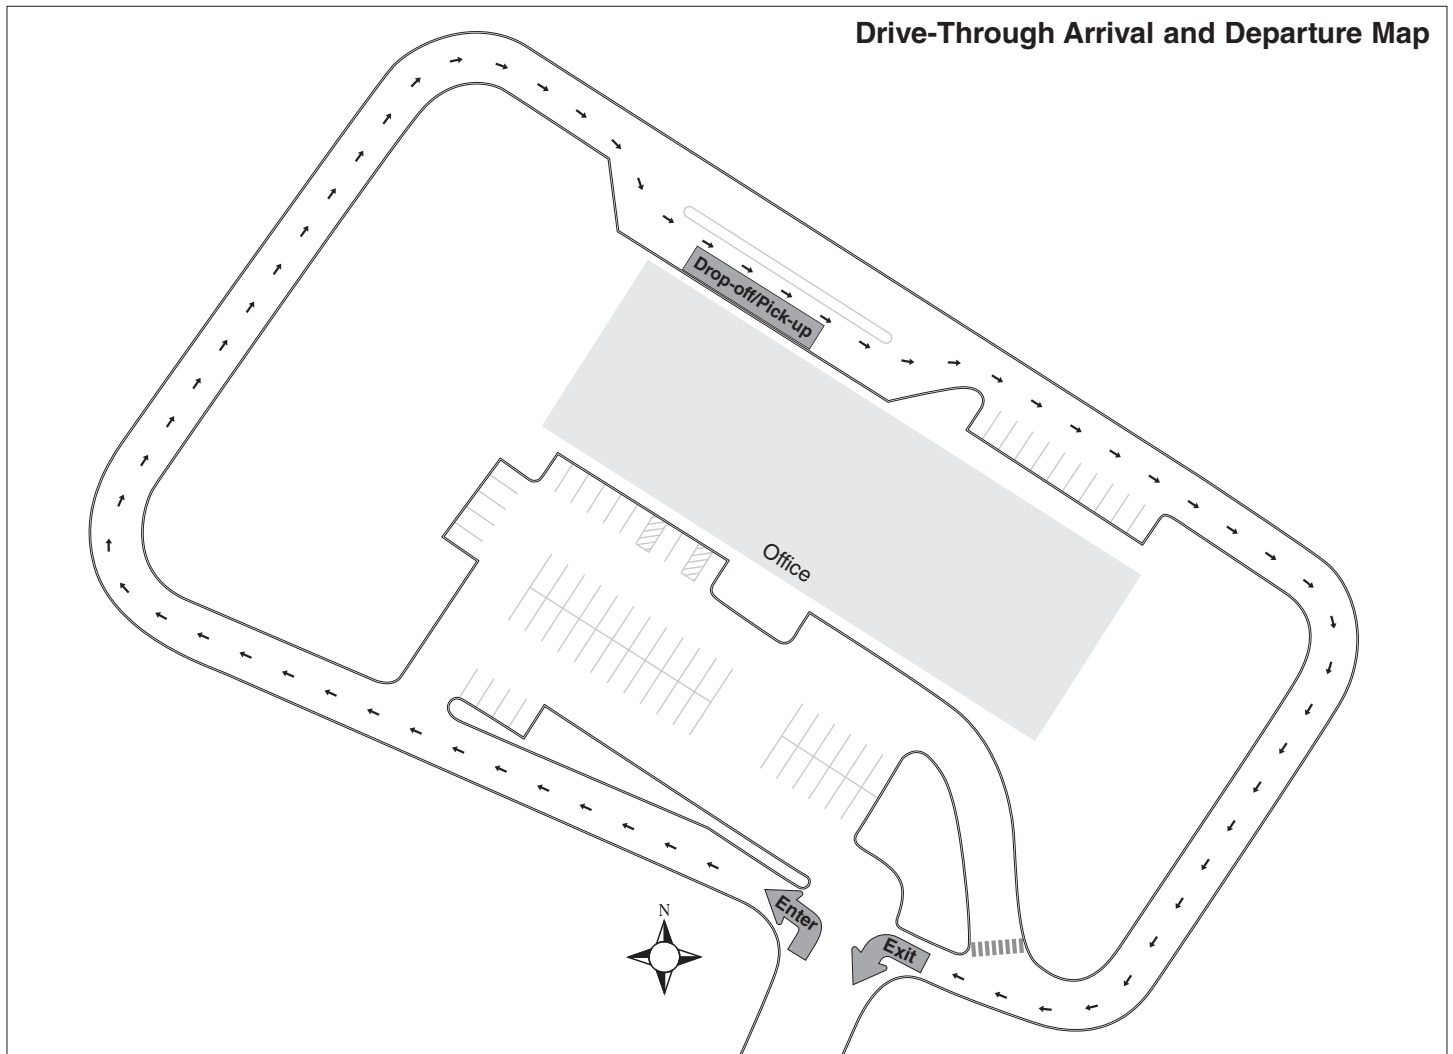 Drive-Through Arrival and Departure Map
Drop-off/Pick-up
Office
N
Enter
Exit